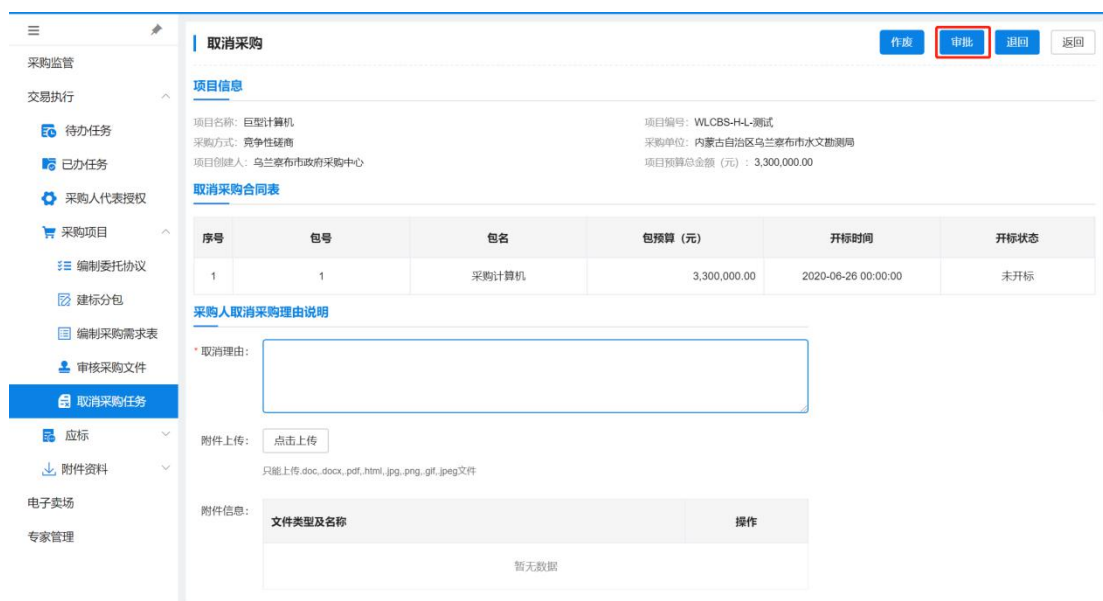 采购监管
交易执行
待办任务
已办任务
采购人代表授权
采购项目
编制委托协议
建标分包
编制采购需求表
审核采购文件
取消采购任务
应标
附件资料
电子卖场
专家管理
取消采购
作废 审批 退回 返回
项目信息
项目名称：巨型计算机 项目编号：WLCBS-H-L-测试
采购方式：竞争性磋商 采购单位：内蒙古自治区乌兰察布市水文勘测局
项目创建人：乌兰察布市政府采购中心 项目预算总金额（元）：3,300,000.00
取消采购合同表
序号 包号 包名 包预算（元） 开标时间 开标状态
1 1 采购计算机 3,300,000.00 2020-06-26 00:00:00 未开标
采购人取消采购理由说明
* 取消理由：
附件上传： 点击上传
只能上传.doc,.docx,.pdf,.html,.jpg,.png,.gif,.jpeg文件
附件信息：
文件类型及名称 操作
暂无数据